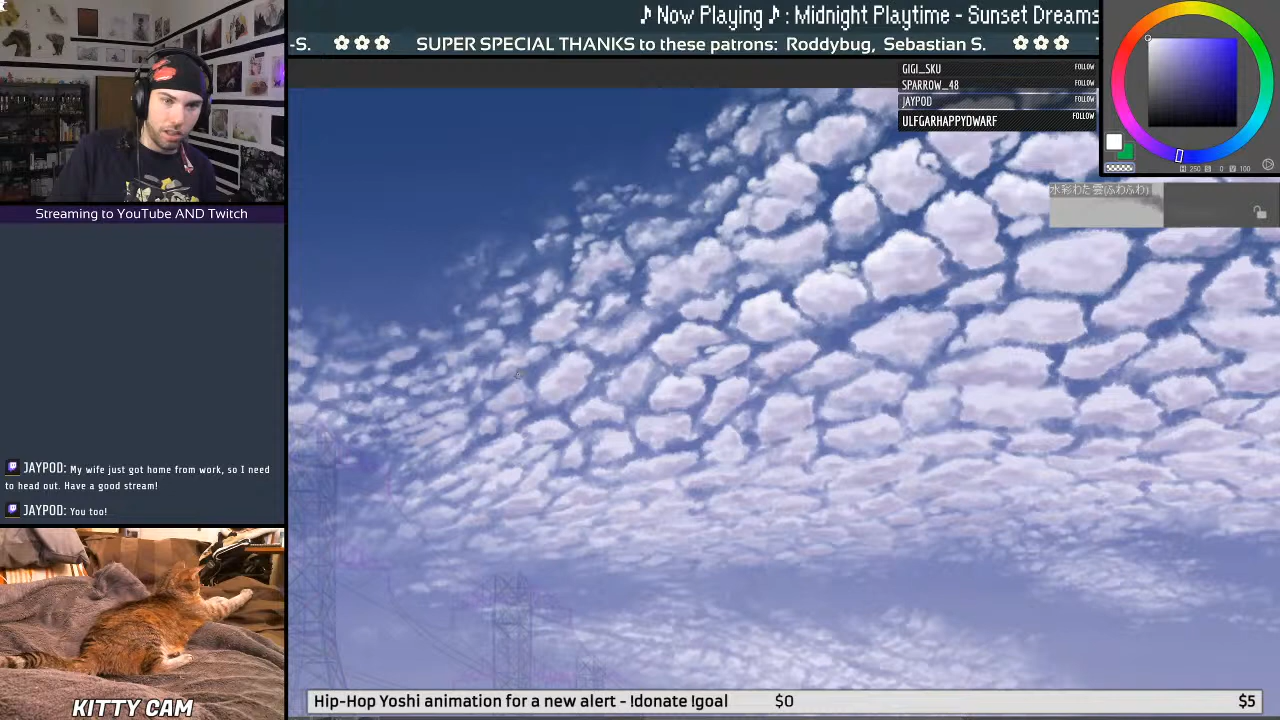 ♪ Now Playing ♪ : Midnight Playtime - Sunset Dreams
-S. ✿ ✿ ✿ SUPER SPECIAL THANKS to these patrons: Roddybug, Sebastian S. ✿ ✿ ✿
GIGI_SKU FOLLOW
SPARROW_48 FOLLOW
JAYPOD FOLLOW
ULFGARHAPPYDWARF FOLLOW
H 250 S 0 V 100
水彩わた雲(ふわふわ)
Streaming to YouTube AND Twitch
JAYPOD: My wife just got home from work, so I need
to head out. Have a good stream!
JAYPOD: You too!
KITTY CAM
Hip-Hop Yoshi animation for a new alert - !donate !goal $0 $5